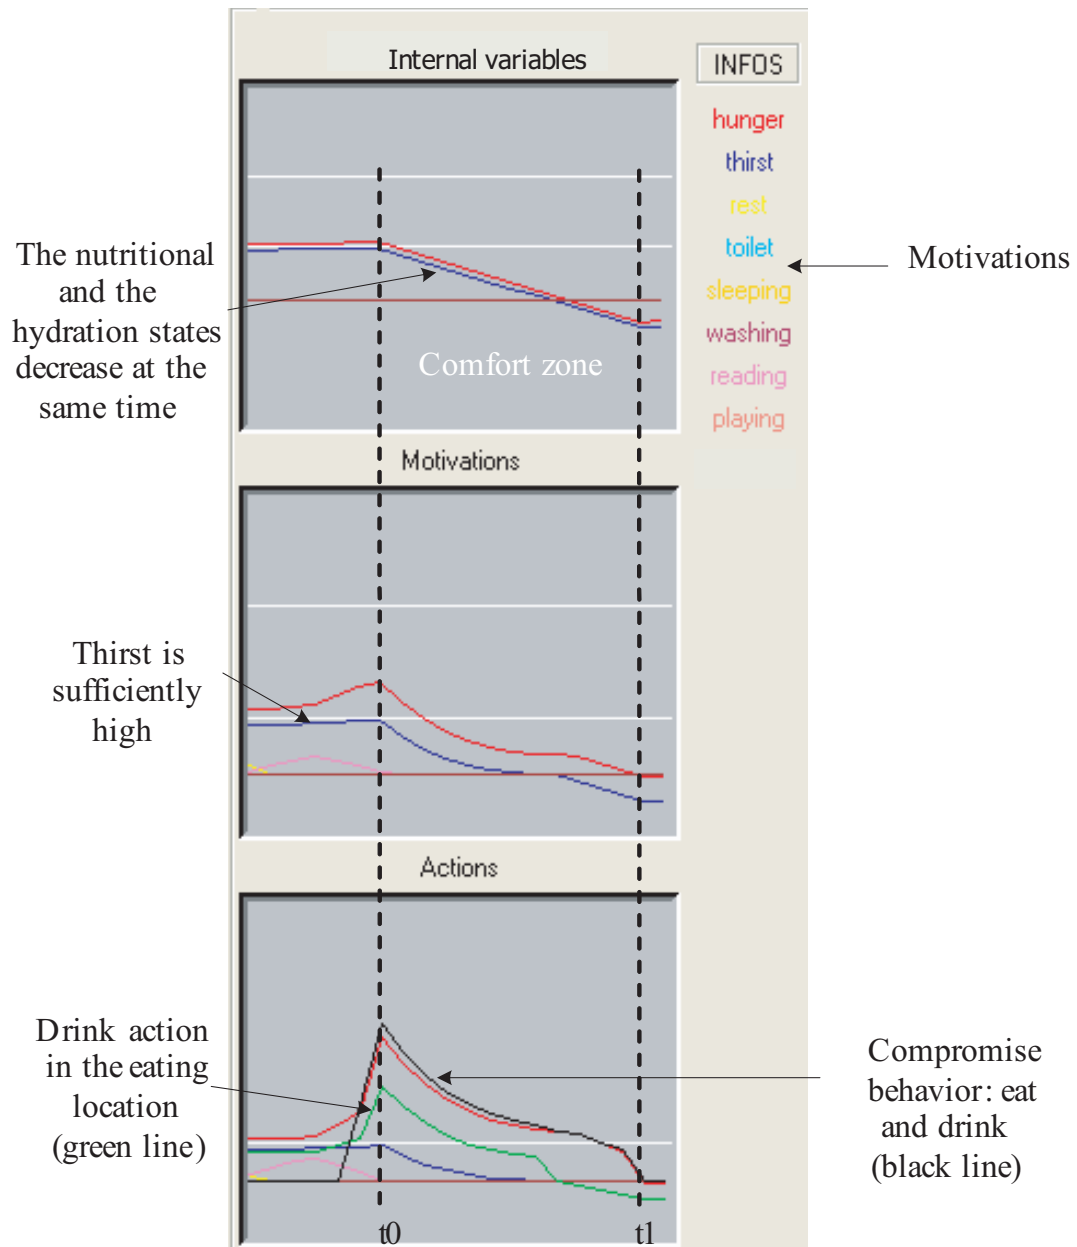 Internal variables
INFOS
hunger
thirst
rest
toilet
sleeping
washing
reading
playing
Motivations
The nutritional
and the
hydration states
decrease at the
same time
Comfort zone
Motivations
Thirst is
sufficiently
high
Actions
Drink action
in the eating
location
(green line)
Compromise
behavior: eat
and drink
(black line)
t0
t1